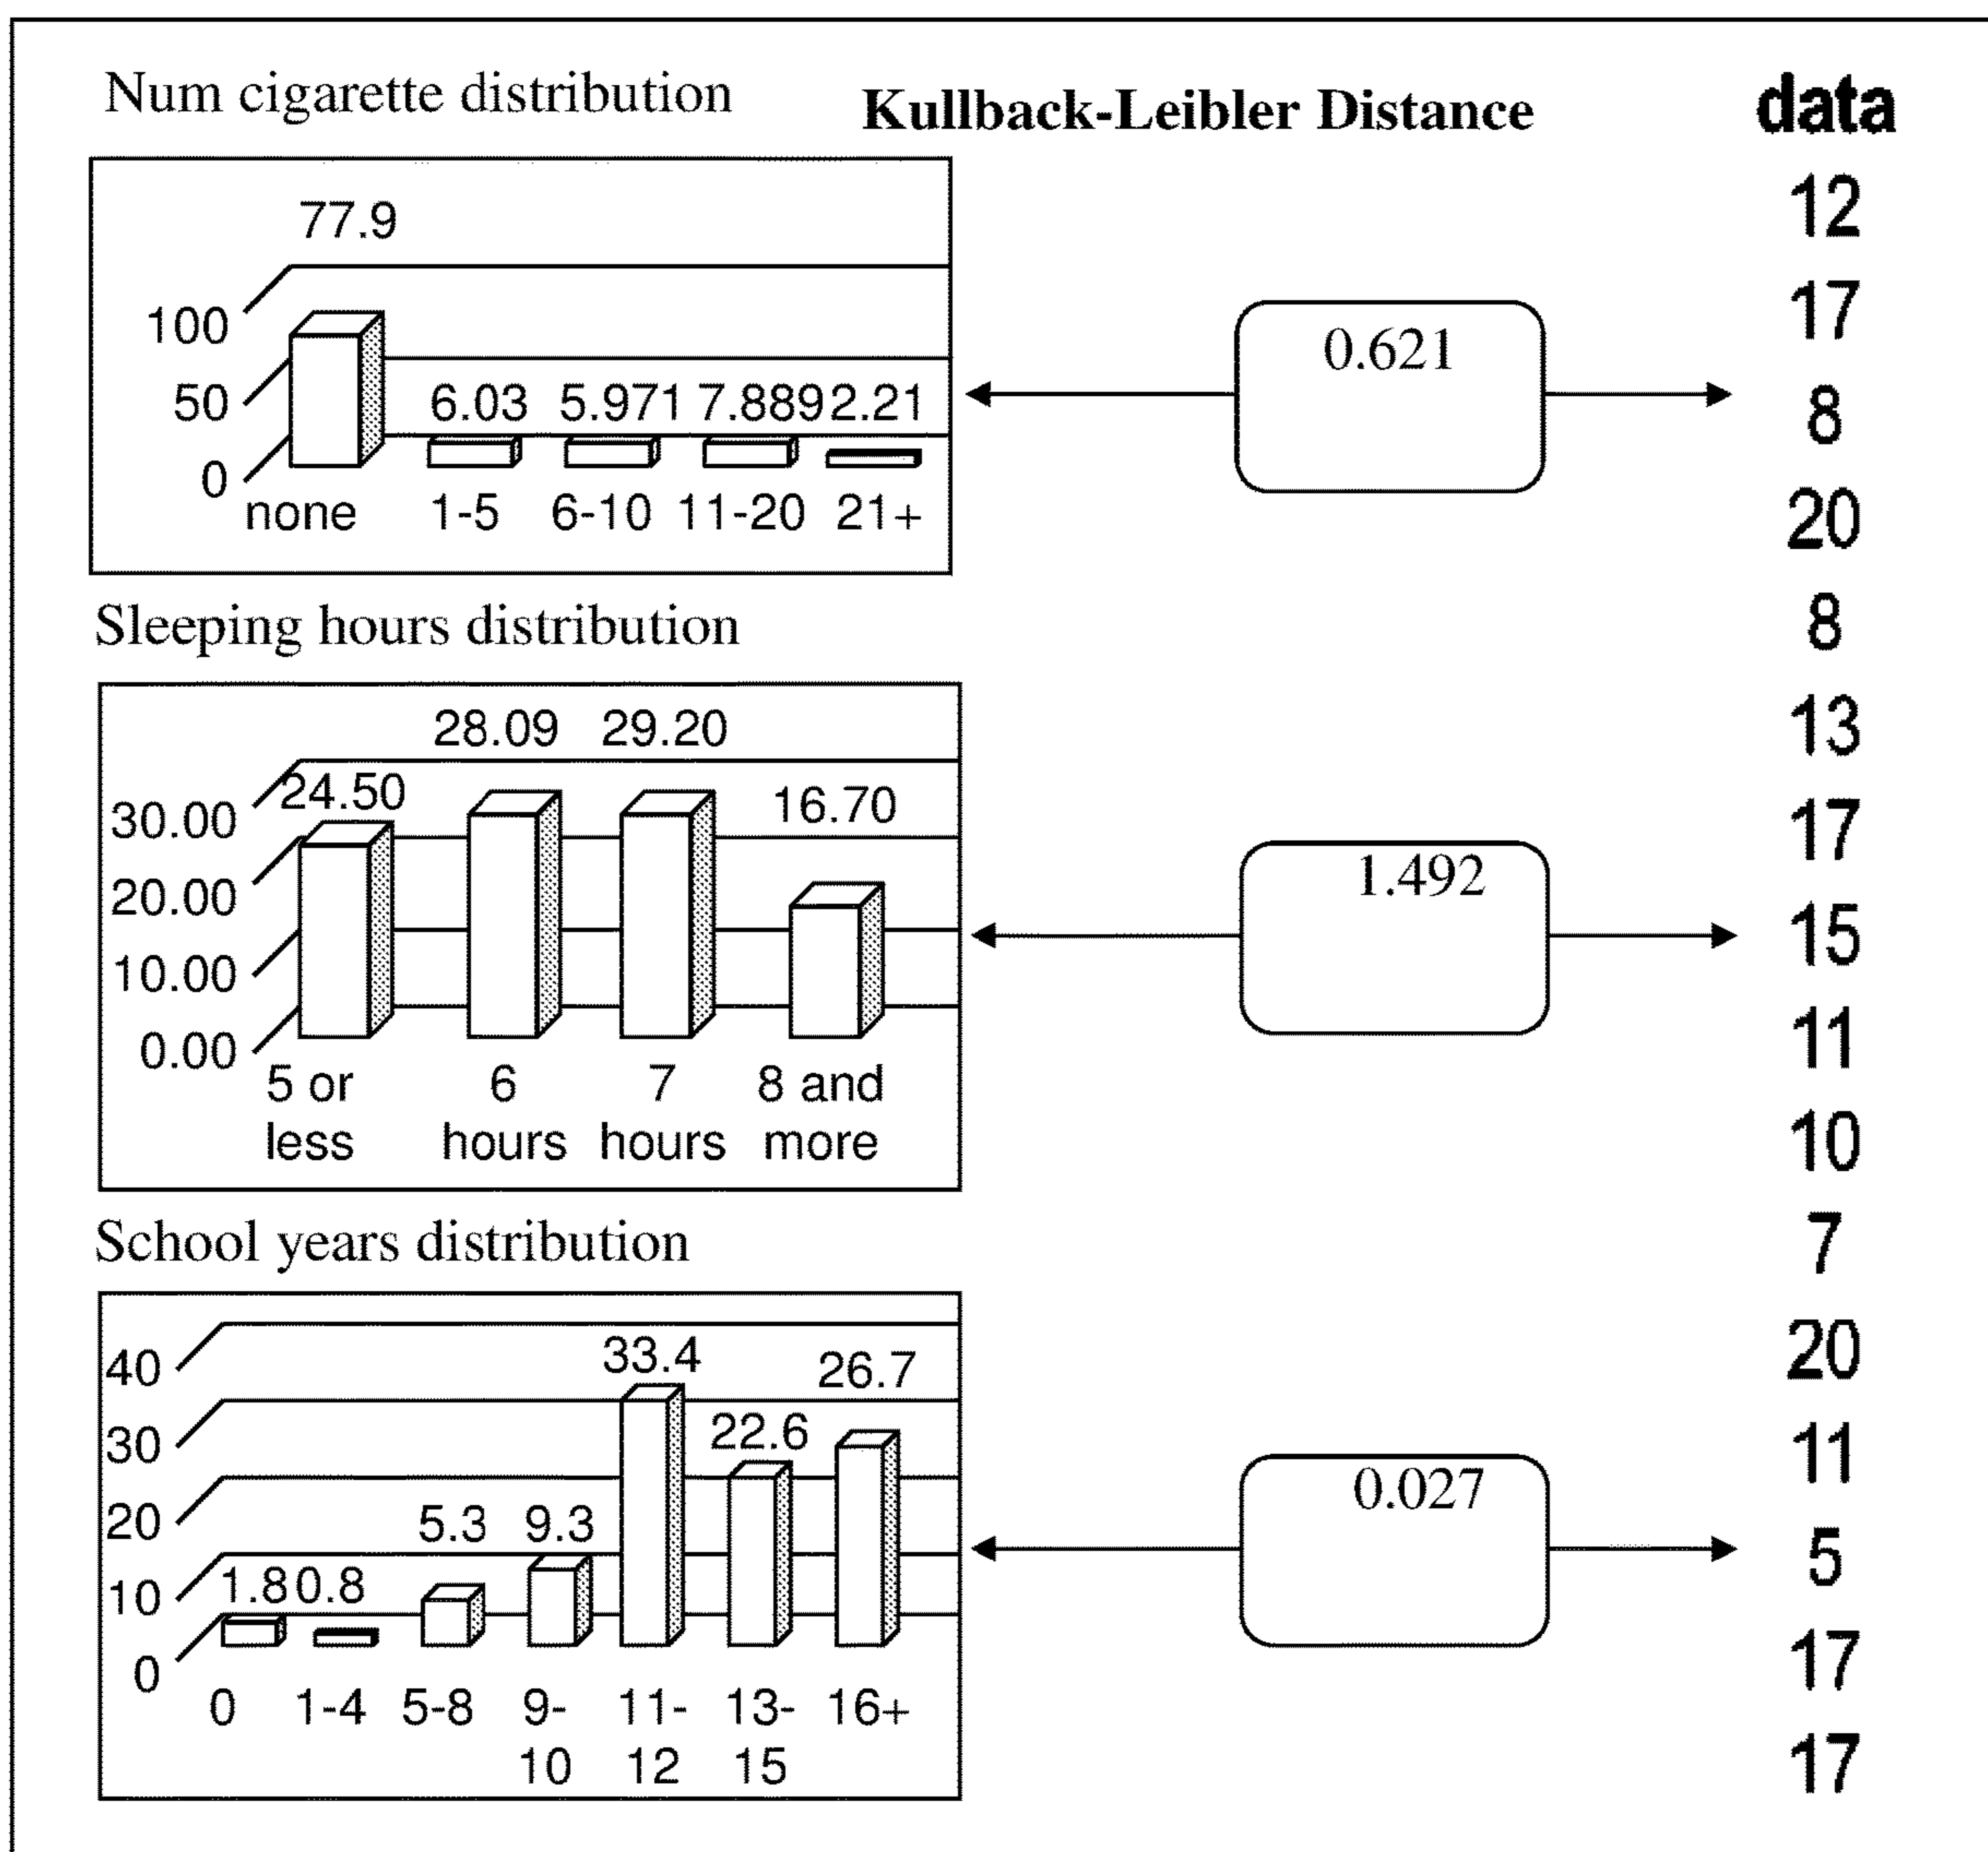 Num cigarette distribution
Kullback-Leibler Distance
data
77.9
100
50
0
6.03 5.971 7.889 2.21
none 1-5 6-10 11-20 21+
0.621
Sleeping hours distribution
28.09 29.20
24.50 16.70
30.00
20.00
10.00
0.00
5 or less
6 hours
7 hours
8 and more
1.492
School years distribution
40
30
20
10
0
1.8 0.8 5.3 9.3 33.4 22.6 26.7
0 1-4 5-8 9-10 11-12 13-15 16+
0.027
12
17
8
20
8
13
17
15
11
10
7
20
11
5
17
17